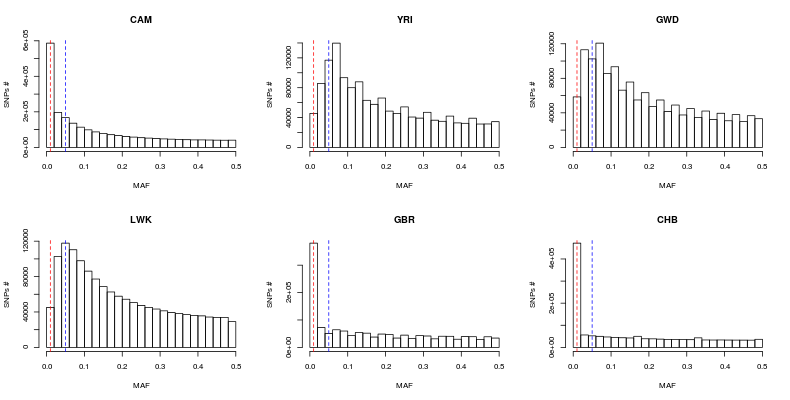 CAM
YRI
GWD
SNPs #
0e+00 2e+05 4e+05 6e+05
SNPs #
0 40000 80000 120000
SNPs #
0 40000 80000 120000
0.0 0.1 0.2 0.3 0.4 0.5
0.0 0.1 0.2 0.3 0.4 0.5
0.0 0.1 0.2 0.3 0.4 0.5
MAF
MAF
MAF
LWK
GBR
CHB
SNPs #
0 40000 80000 120000
SNPs #
0e+00 2e+05
SNPs #
0e+00 2e+05 4e+05
0.0 0.1 0.2 0.3 0.4 0.5
0.0 0.1 0.2 0.3 0.4 0.5
0.0 0.1 0.2 0.3 0.4 0.5
MAF
MAF
MAF